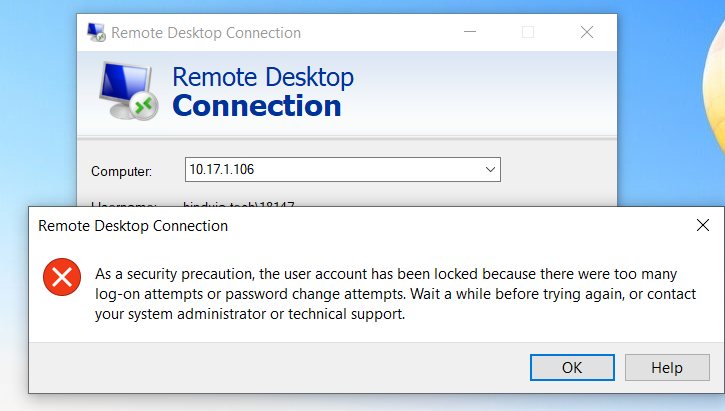 Remote Desktop Connection
Remote Desktop
Connection
Computer:
10.17.1.106
Remote Desktop Connection
As a security precaution, the user account has been locked because there were too many
log-on attempts or password change attempts. Wait a while before trying again, or contact
your system administrator or technical support.
OK
Help